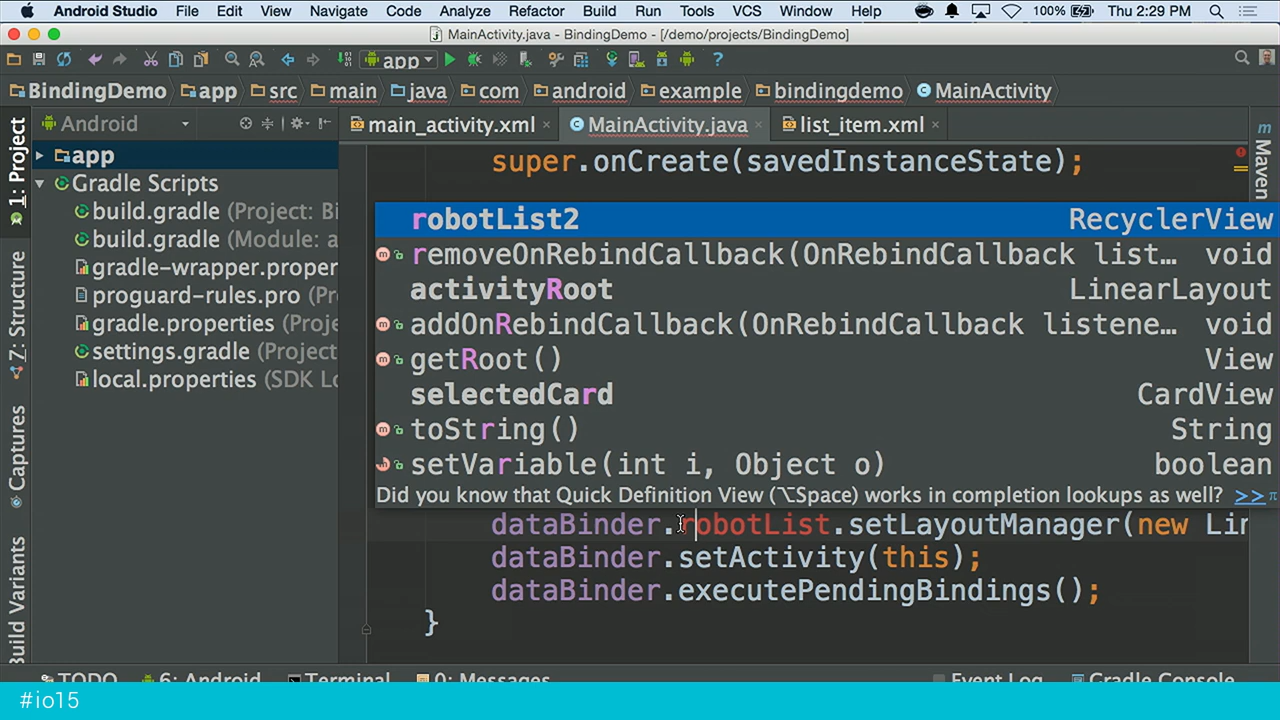 Android Studio File Edit View Navigate Code Analyze Refactor Build Run Tools VCS Window Help 100% Thu 2:29 PM
MainActivity.java - BindingDemo - [/demo/projects/BindingDemo]
app
BindingDemo app src main java com android example bindingdemo MainActivity
Android main_activity.xml MainActivity.java list_item.xml
1: Project
Z: Structure
Captures
Build Variants
Maven
app
Gradle Scripts
build.gradle (Project: Bi
build.gradle (Module: a
gradle-wrapper.proper
proguard-rules.pro (Pr
gradle.properties (Project
settings.gradle (Project
local.properties (SDK Lo
super.onCreate(savedInstanceState);
robotList2 RecyclerView
removeOnRebindCallback(OnRebindCallback list… void
activityRoot LinearLayout
addOnRebindCallback(OnRebindCallback listene… void
getRoot() View
selectedCard CardView
toString() String
setVariable(int i, Object o) boolean
Did you know that Quick Definition View (⌥Space) works in completion lookups as well? >> π
dataBinder.robotList.setLayoutManager(new Lin
dataBinder.setActivity(this);
dataBinder.executePendingBindings();
}
TODO 6: Android Terminal 0: Messages Event Log Gradle Console
#io15